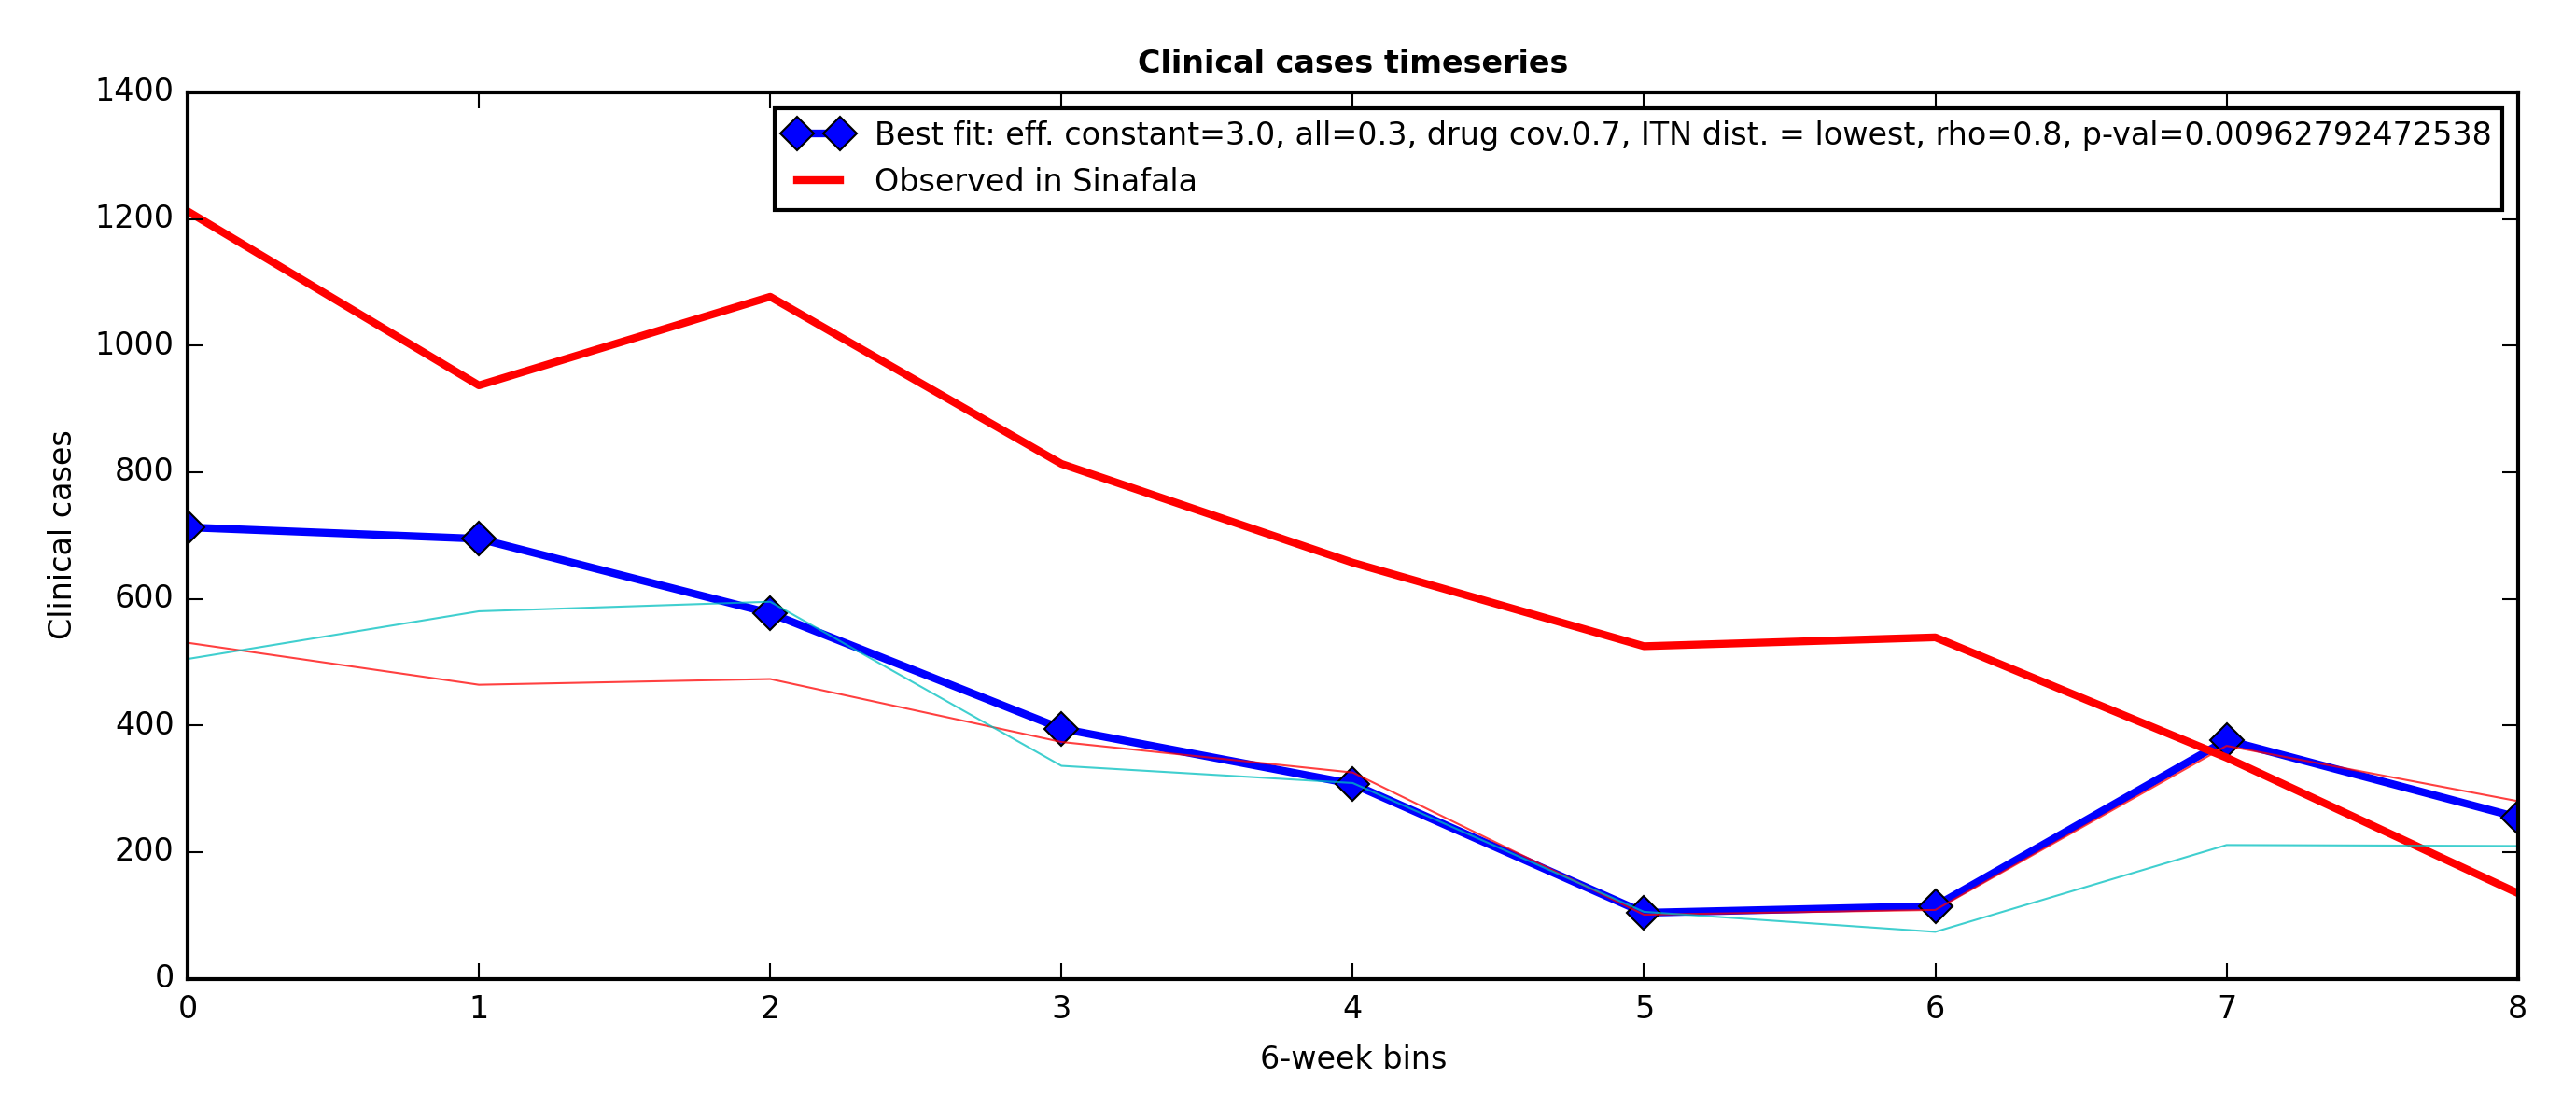 Clinical cases timeseries
1400
1200
1000
800
600
400
200
0
Clinical cases
Best fit: eff. constant=3.0, all=0.3, drug cov.0.7, ITN dist. = lowest, rho=0.8, p-val=0.00962792472538
Observed in Sinafala
0 1 2 3 4 5 6 7 8
6-week bins